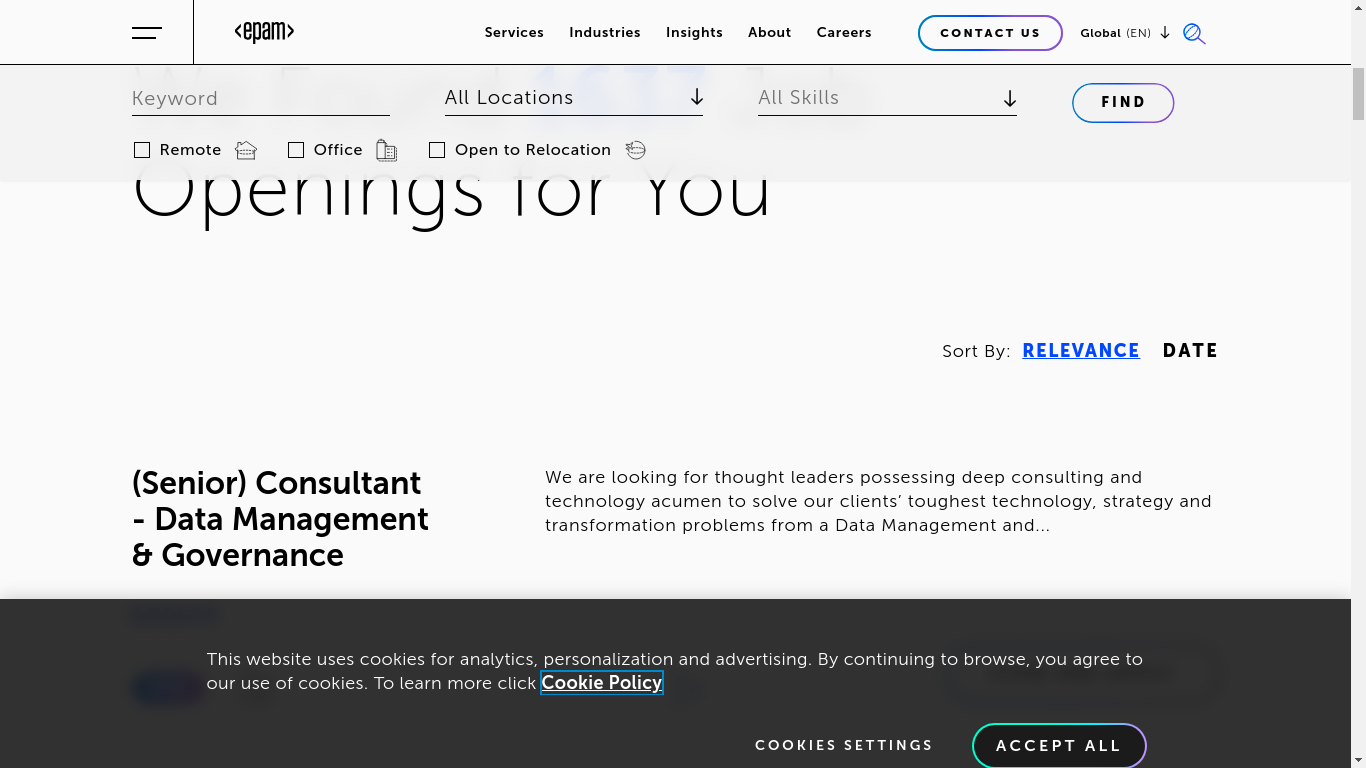 <epam>
Services Industries Insights About Careers CONTACT US Global (EN)
Keyword All Locations All Skills FIND
Remote Office Open to Relocation
Openings for You
Sort By: RELEVANCE DATE
(Senior) Consultant
- Data Management
& Governance
We are looking for thought leaders possessing deep consulting and
technology acumen to solve our clients’ toughest technology, strategy and
transformation problems from a Data Management and...
This website uses cookies for analytics, personalization and advertising. By continuing to browse, you agree to
our use of cookies. To learn more click Cookie Policy
COOKIES SETTINGS ACCEPT ALL